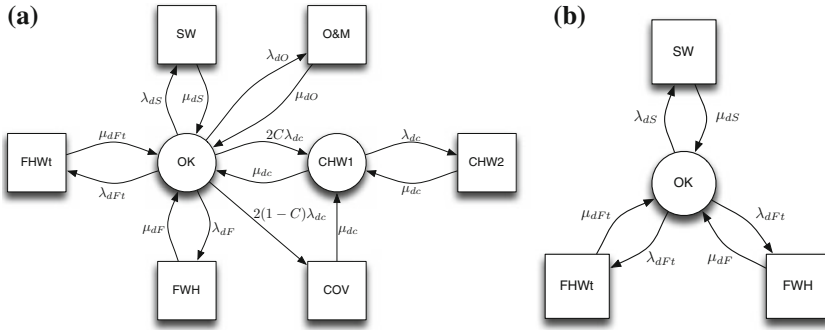 (a)
SW
O&M
λdS
μdS
λdO
μdO
FHWt
μdFt
λdFt
OK
2Cλdc
μdc
CHW1
λdc
μdc
CHW2
μdF
λdF
2(1 − C)λdc
μdc
FWH
COV
(b)
SW
λdS
μdS
OK
μdFt
λdFt
μdF
λdFt
FHWt
FWH